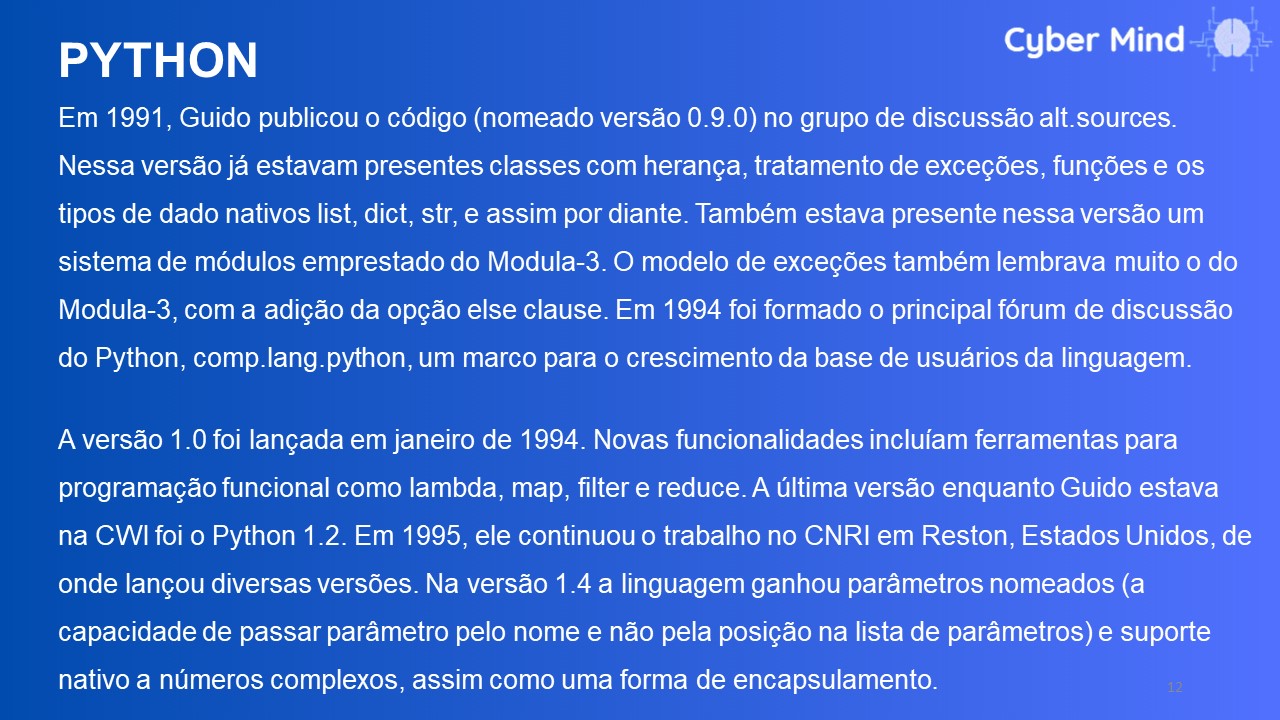 Cyber Mind
PYTHON
Em 1991, Guido publicou o código (nomeado versão 0.9.0) no grupo de discussão alt.sources.
Nessa versão já estavam presentes classes com herança, tratamento de exceções, funções e os
tipos de dado nativos list, dict, str, e assim por diante. Também estava presente nessa versão um
sistema de módulos emprestado do Modula-3. O modelo de exceções também lembrava muito o do
Modula-3, com a adição da opção else clause. Em 1994 foi formado o principal fórum de discussão
do Python, comp.lang.python, um marco para o crescimento da base de usuários da linguagem.
A versão 1.0 foi lançada em janeiro de 1994. Novas funcionalidades incluíam ferramentas para
programação funcional como lambda, map, filter e reduce. A última versão enquanto Guido estava
na CWI foi o Python 1.2. Em 1995, ele continuou o trabalho no CNRI em Reston, Estados Unidos, de
onde lançou diversas versões. Na versão 1.4 a linguagem ganhou parâmetros nomeados (a
capacidade de passar parâmetro pelo nome e não pela posição na lista de parâmetros) e suporte
nativo a números complexos, assim como uma forma de encapsulamento.
12